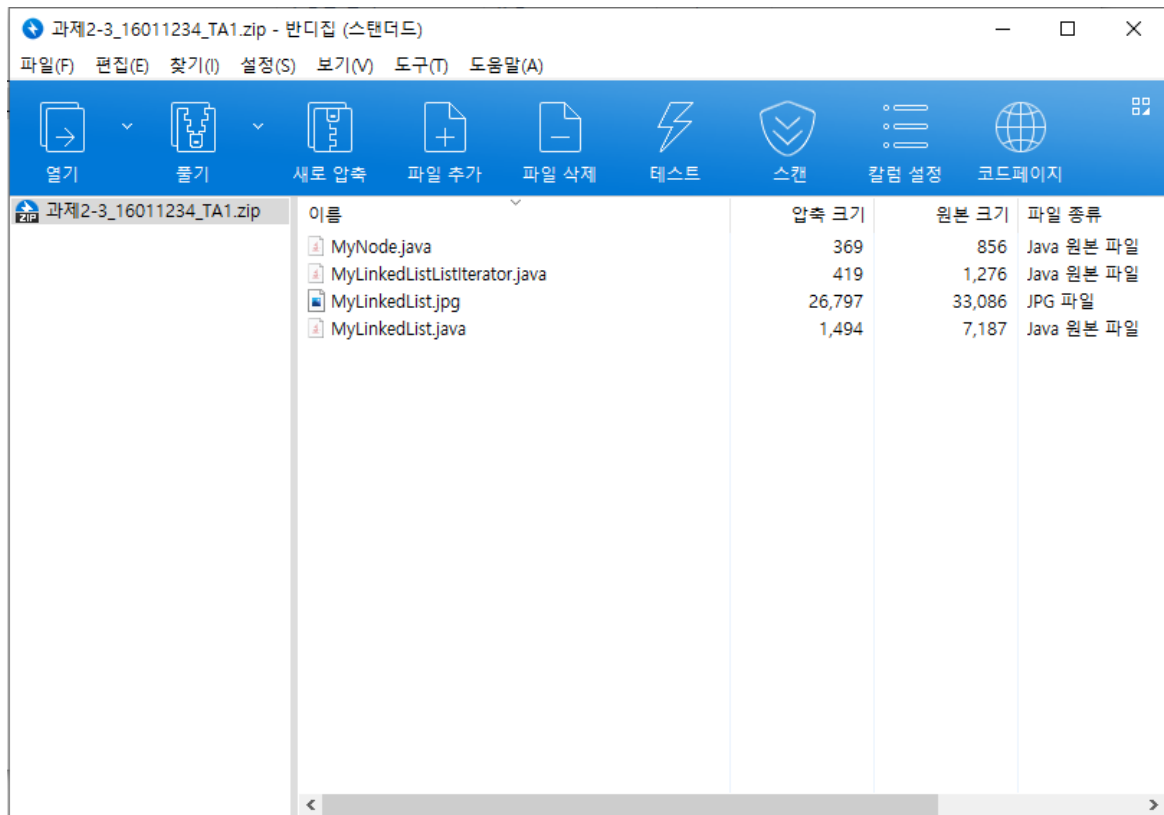 과제2-3_16011234_TA1.zip - 반디집 (스탠더드)
파일(F) 편집(E) 찾기(I) 설정(S) 보기(V) 도구(T) 도움말(A)
열기 풀기 새로 압축 파일 추가 파일 삭제 테스트 스캔 칼럼 설정 코드페이지
ZIP 과제2-3_16011234_TA1.zip
이름 압축 크기 원본 크기 파일 종류
MyNode.java 369 856 Java 원본 파일
MyLinkedListListIterator.java 419 1,276 Java 원본 파일
MyLinkedList.jpg 26,797 33,086 JPG 파일
MyLinkedList.java 1,494 7,187 Java 원본 파일